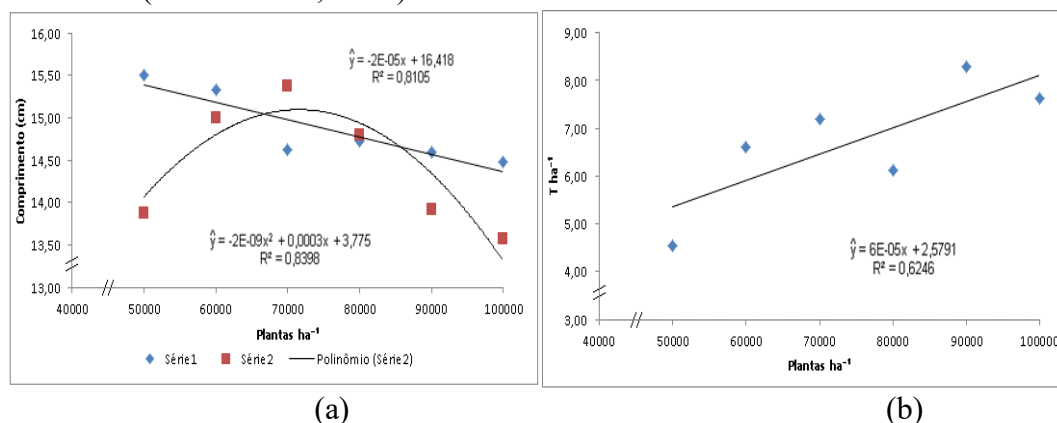 16,00
15,50
15,00
14,50
14,00
13,50
13,00
Comprimento (cm)
ŷ = -2E-05x + 16,418
R² = 0,8105
ŷ = -2E-09x² + 0,0003x + 3,775
R² = 0,8398
40000 50000 60000 70000 80000 90000 100000
Plantas ha⁻¹
Série1 Série2 Polinômio (Série2)
(a)
9,00
8,00
7,00
6,00
5,00
4,00
3,00
T ha⁻¹
ŷ = 6E-05x + 2,5791
R² = 0,6246
40000 50000 60000 70000 80000 90000 100000
Plantas ha⁻¹
(b)